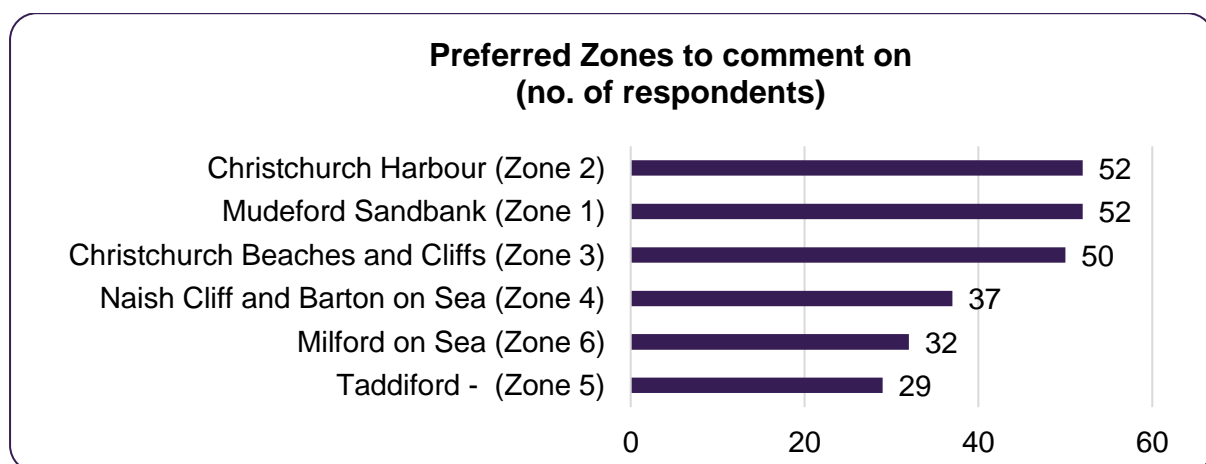 Preferred Zones to comment on
(no. of respondents)
Christchurch Harbour (Zone 2) 52
Mudeford Sandbank (Zone 1) 52
Christchurch Beaches and Cliffs (Zone 3) 50
Naish Cliff and Barton on Sea (Zone 4) 37
Milford on Sea (Zone 6) 32
Taddiford -  (Zone 5) 29
0 20 40 60